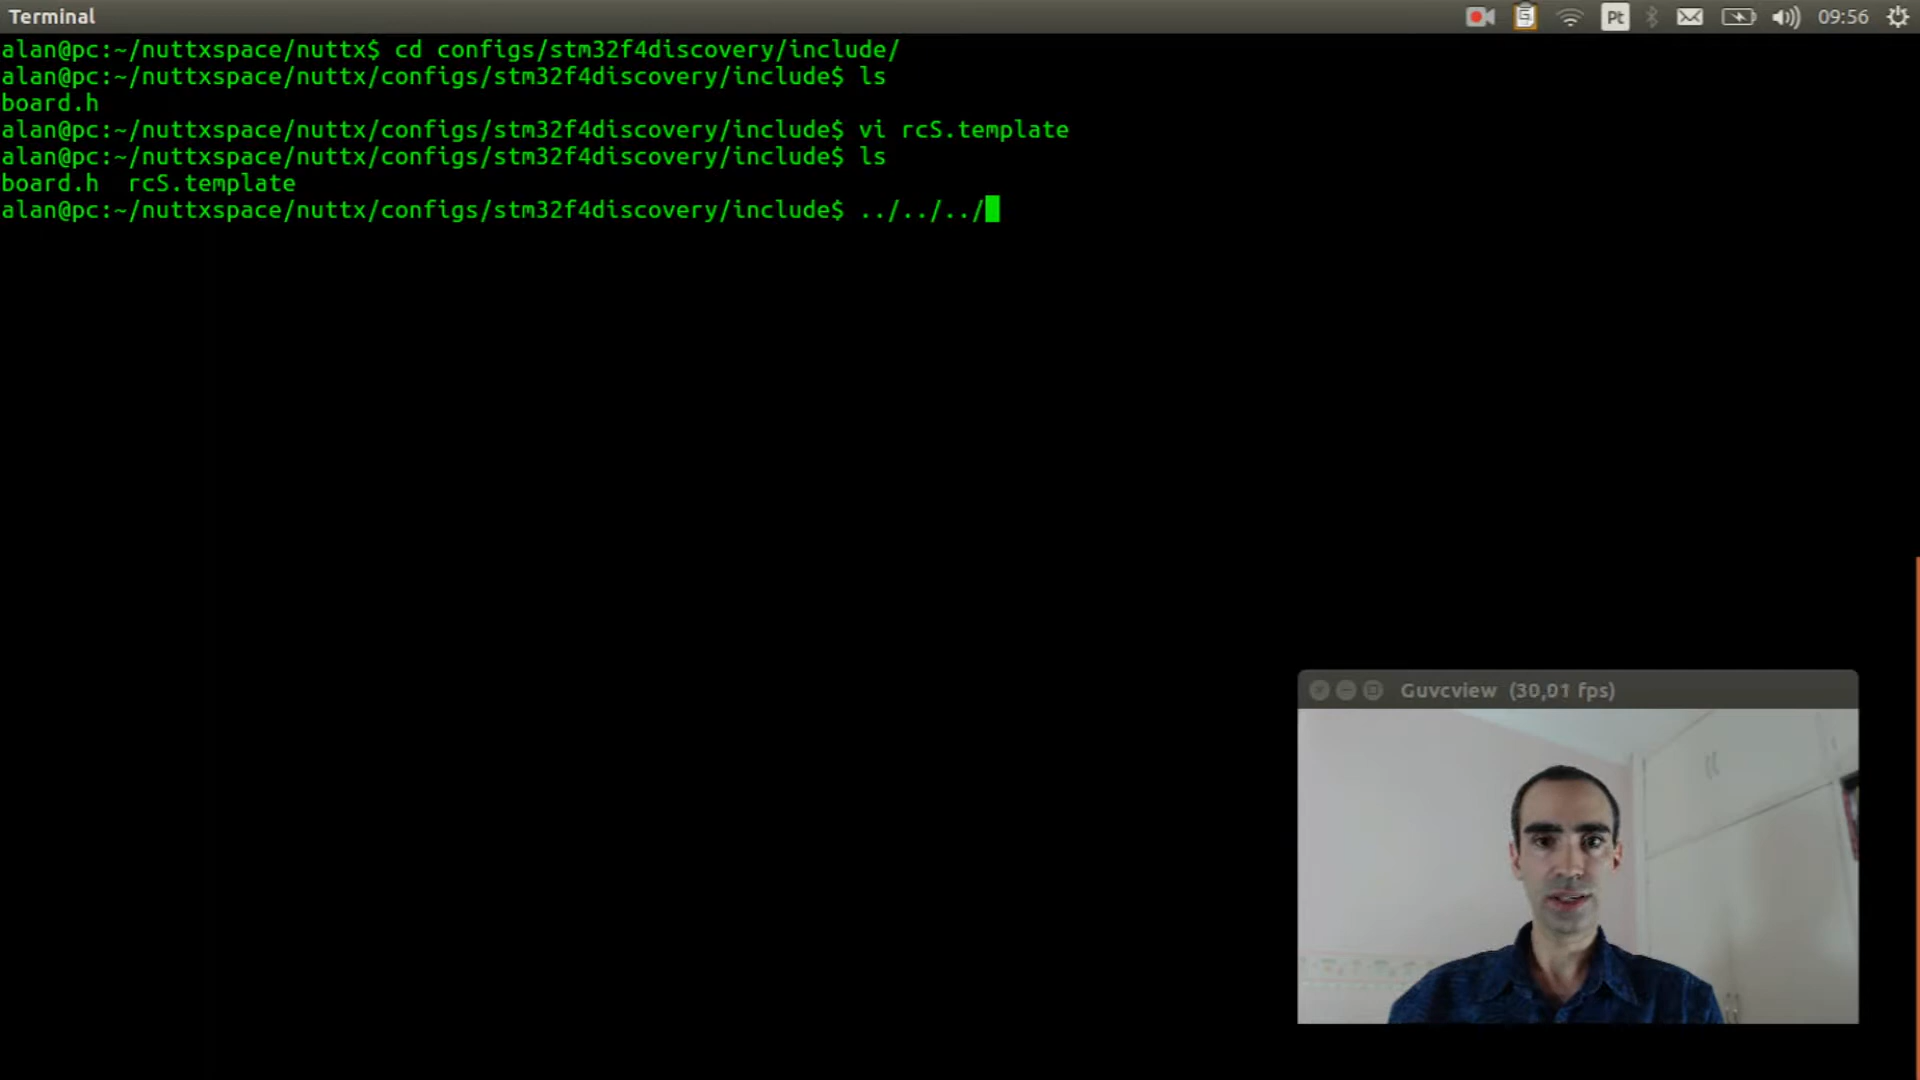 Terminal
Pt
09:56
alan@pc:~/nuttxspace/nuttx$ cd configs/stm32f4discovery/include/
alan@pc:~/nuttxspace/nuttx/configs/stm32f4discovery/include$ ls
board.h
alan@pc:~/nuttxspace/nuttx/configs/stm32f4discovery/include$ vi rcS.template
alan@pc:~/nuttxspace/nuttx/configs/stm32f4discovery/include$ ls
board.h  rcS.template
alan@pc:~/nuttxspace/nuttx/configs/stm32f4discovery/include$ ../../../
Guvcview (30,01 fps)